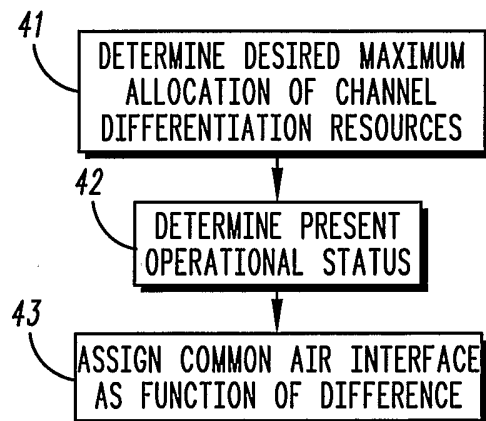 41
DETERMINE DESIRED MAXIMUM
ALLOCATION OF CHANNEL
DIFFERENTIATION RESOURCES
42
DETERMINE PRESENT
OPERATIONAL STATUS
43
ASSIGN COMMON AIR INTERFACE
AS FUNCTION OF DIFFERENCE